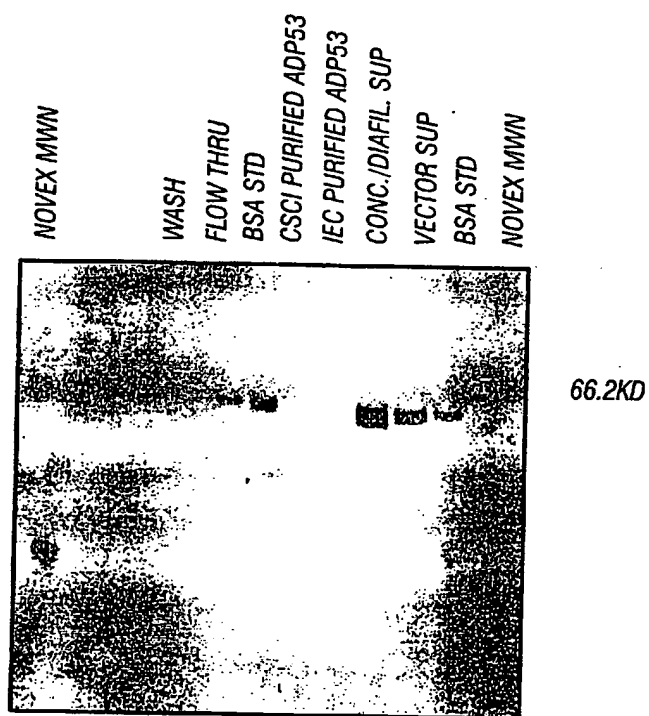 NOVEX MWN
WASH
FLOW THRU
BSA STD
CSCI PURIFIED ADP53
IEC PURIFIED ADP53
CONC./DIAFIL. SUP
VECTOR SUP
BSA STD
NOVEX MWN
66.2KD